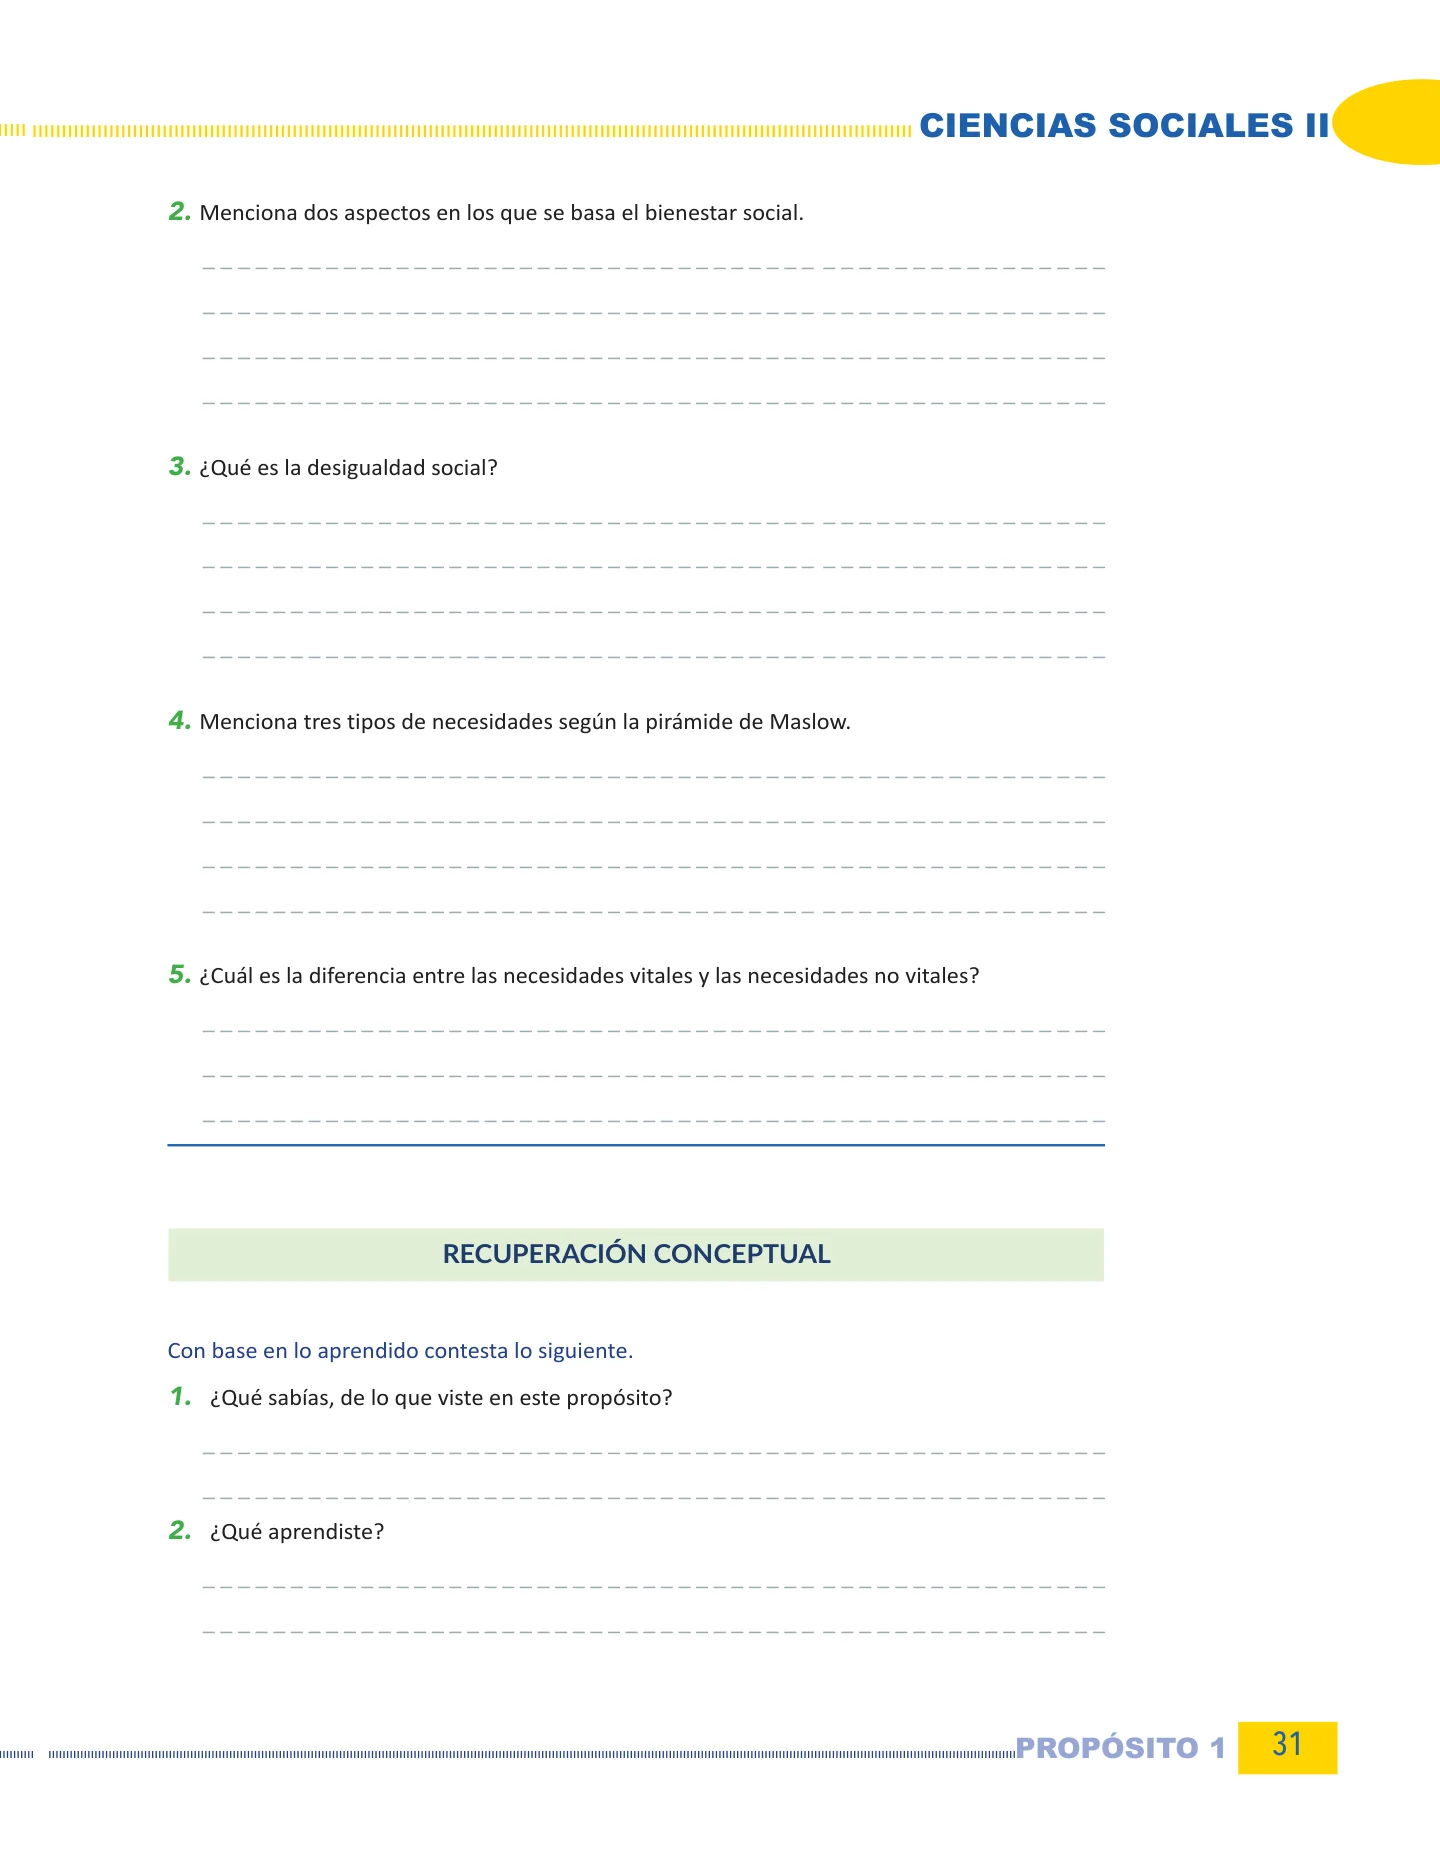 CIENCIAS SOCIALES II
2. Menciona dos aspectos en los que se basa el bienestar social.
3. ¿Qué es la desigualdad social?
4. Menciona tres tipos de necesidades según la pirámide de Maslow.
5. ¿Cuál es la diferencia entre las necesidades vitales y las necesidades no vitales?
RECUPERACIÓN CONCEPTUAL
Con base en lo aprendido contesta lo siguiente.
1. ¿Qué sabías, de lo que viste en este propósito?
2. ¿Qué aprendiste?
PROPÓSITO 1 31